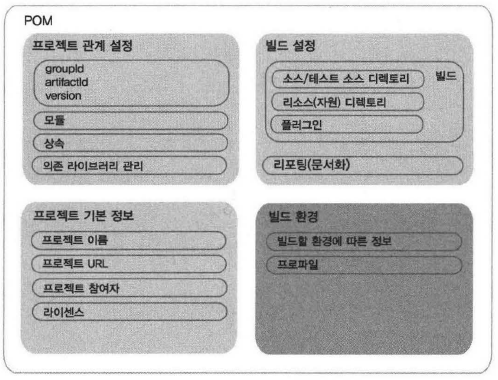 POM
프로젝트 관계 설정
groupId
artifactId
version
모듈
상속
의존 라이브러리 관리
빌드 설정
빌드
소스/테스트 소스 디렉토리
리소스(자원) 디렉토리
플러그인
리포팅(문서화)
프로젝트 기본 정보
프로젝트 이름
프로젝트 URL
프로젝트 참여자
라이센스
빌드 환경
빌드할 환경에 따른 정보
프로파일